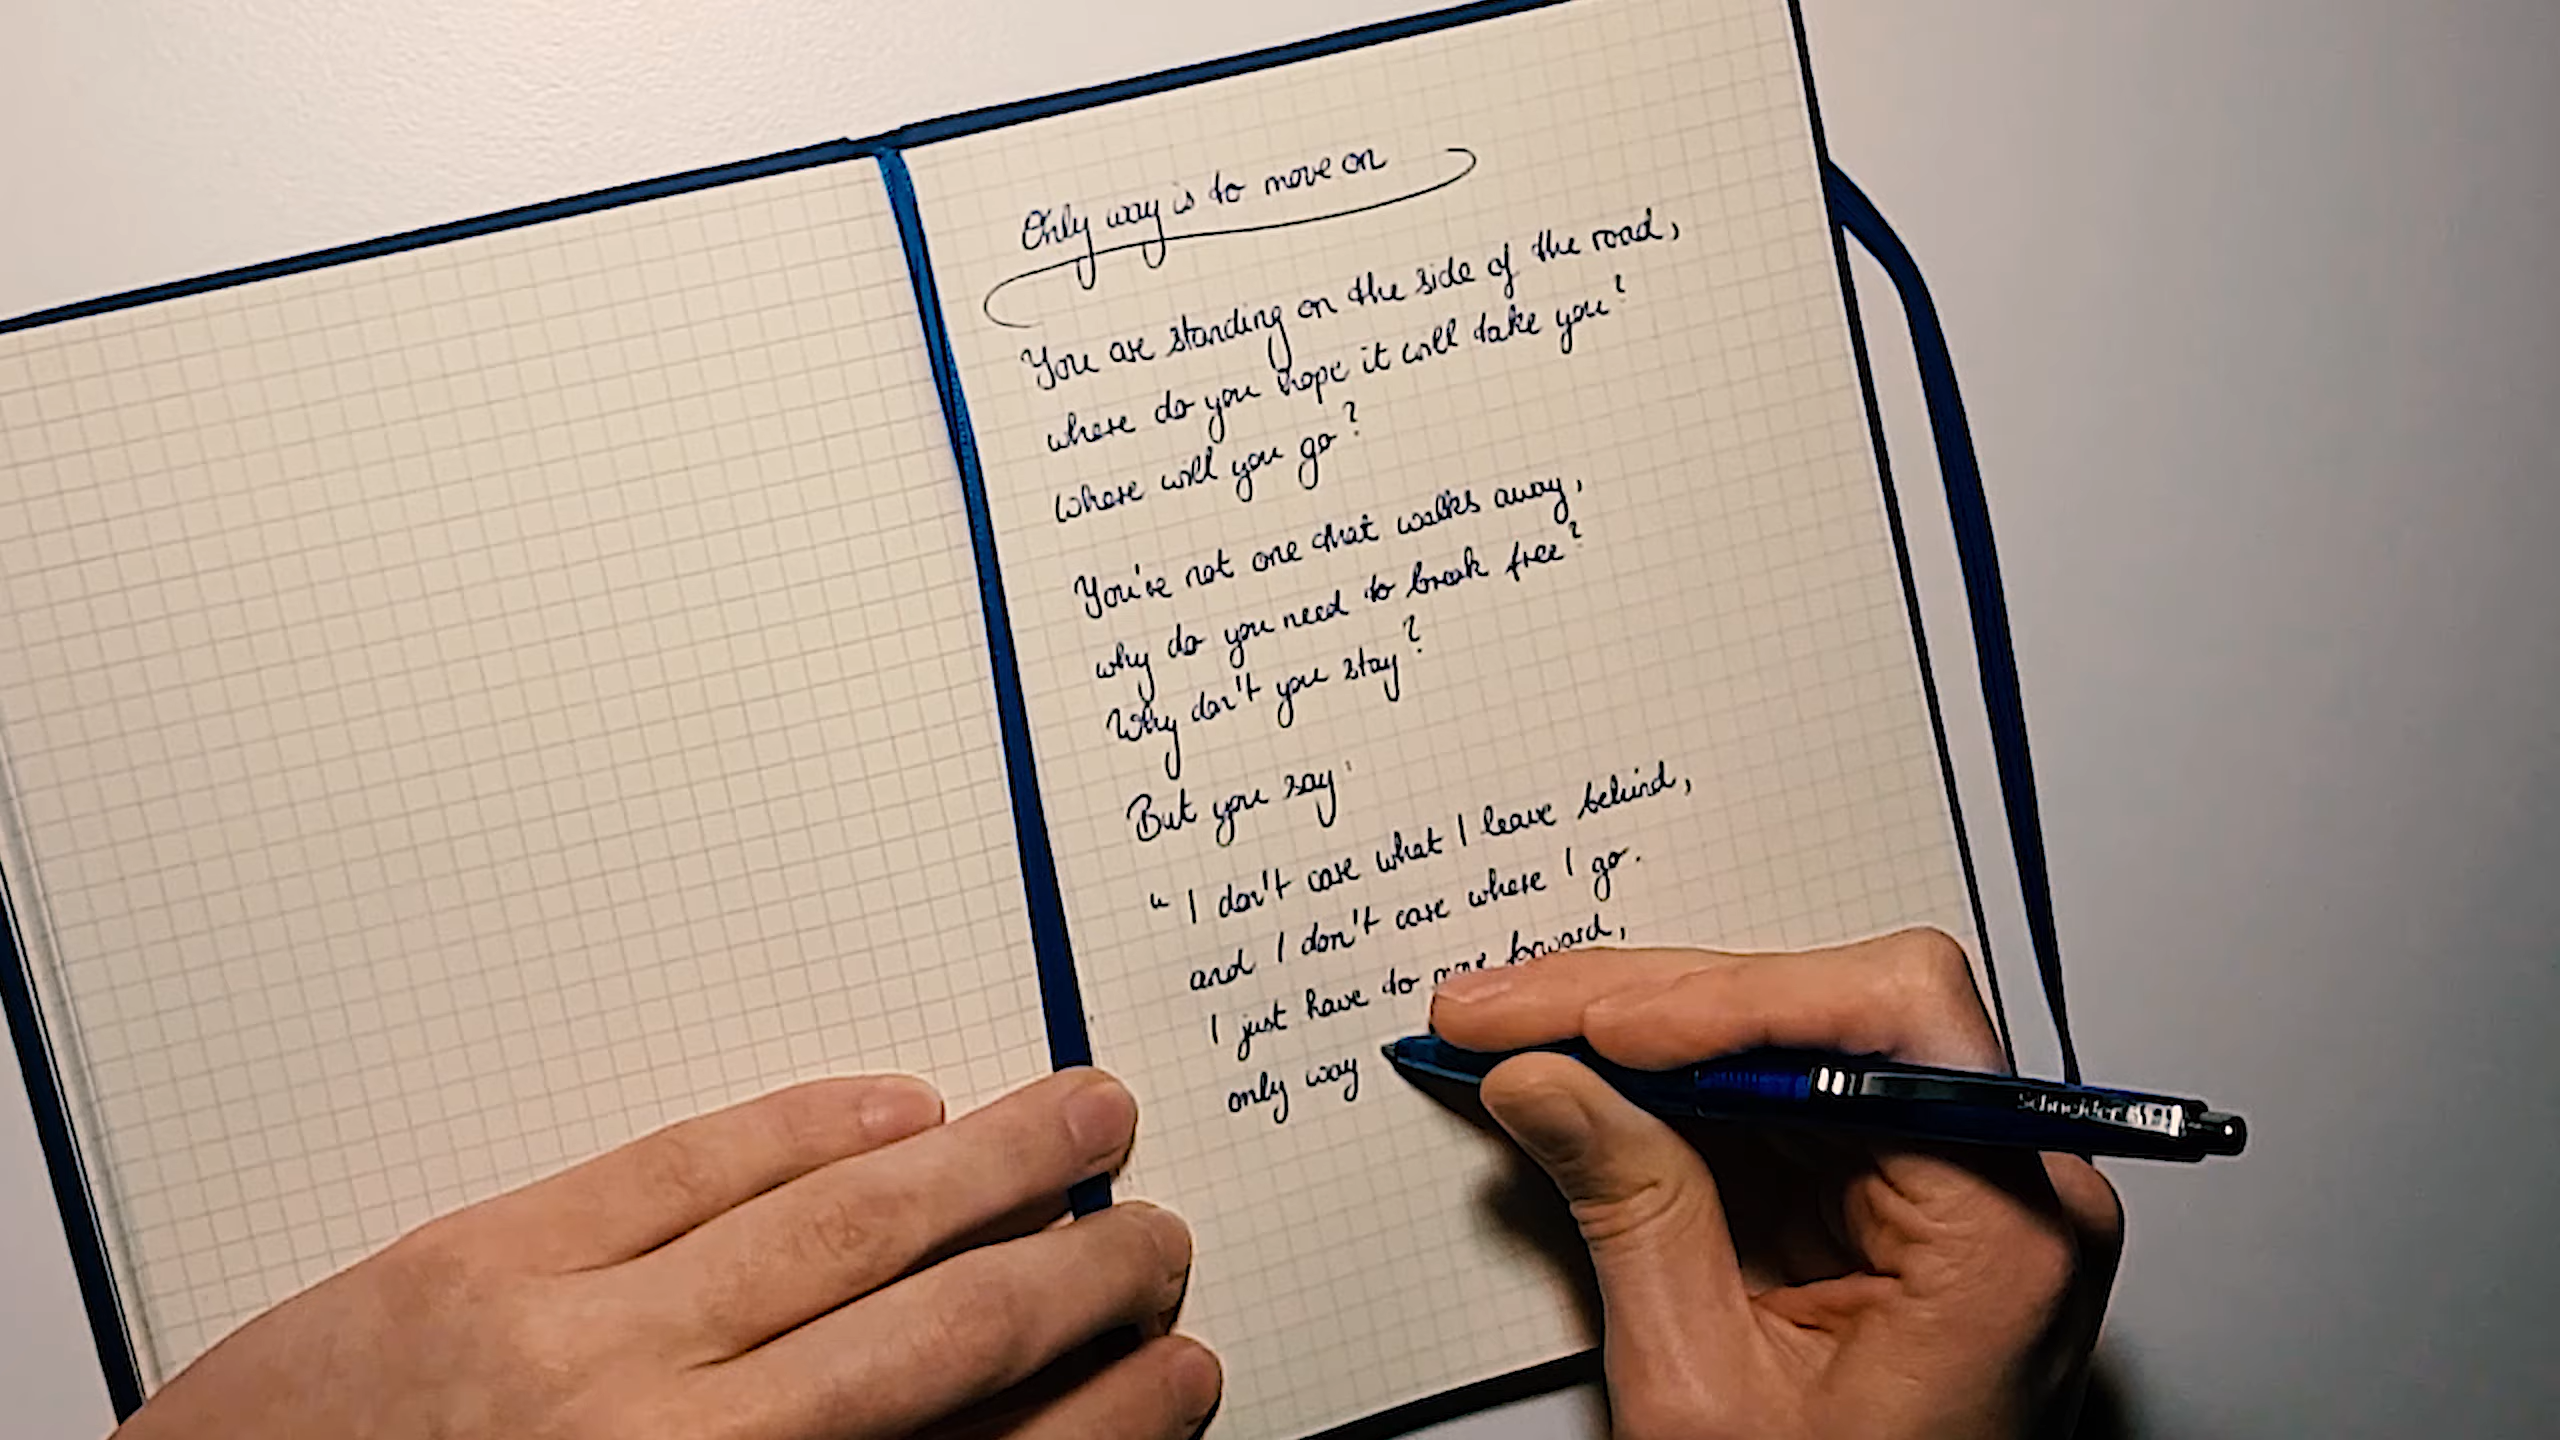 Only way is to move on
You are standing on the side of the road,
where do you hope it will take you?
Where will you go?
You're not one that walks away,
why do you need to break free?
Why don't you stay?
But you say:
"I don't care what I leave behind,
and I don't care where I go.
I just have to move forward,
only way
Schneider